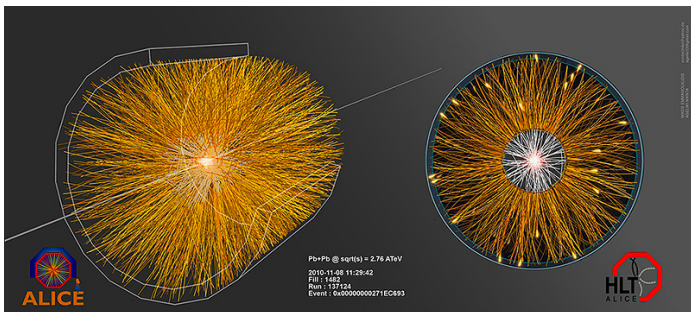 Pb+Pb @ sqrt(s) = 2.76 ATeV
2010-11-08 11:29:42
Fill : 1482
Run : 137124
Event : 0x00000000271EC693
ALICE
HLT
ALICE